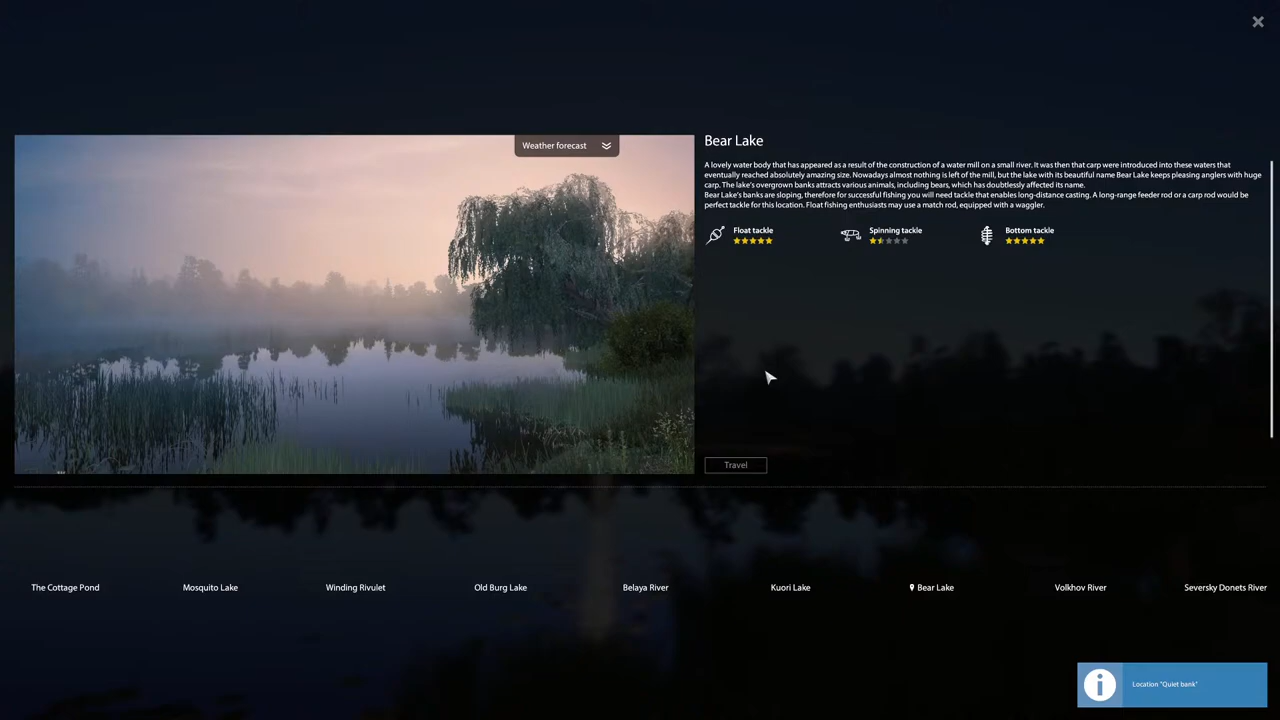 Weather forecast
Bear Lake
A lovely water body that has appeared as a result of the construction of a water mill on a small river. It was then that carp were introduced into these waters that
eventually reached absolutely amazing size. Nowadays almost nothing is left of the mill, but the lake with its beautiful name Bear Lake keeps pleasing anglers with huge
carp. The lake's overgrown banks attracts various animals, including bears, which has doubtlessly affected its name.
Bear Lake's banks are sloping, therefore for successful fishing you will need tackle that enables long-distance casting. A long-range feeder rod or a carp rod would be
perfect tackle for this location. Float fishing enthusiasts may use a match rod, equipped with a waggler.
Float tackle
Spinning tackle
Bottom tackle
Travel
The Cottage Pond
Mosquito Lake
Winding Rivulet
Old Burg Lake
Belaya River
Kuori Lake
Bear Lake
Volkhov River
Seversky Donets River
Location "Quiet bank"